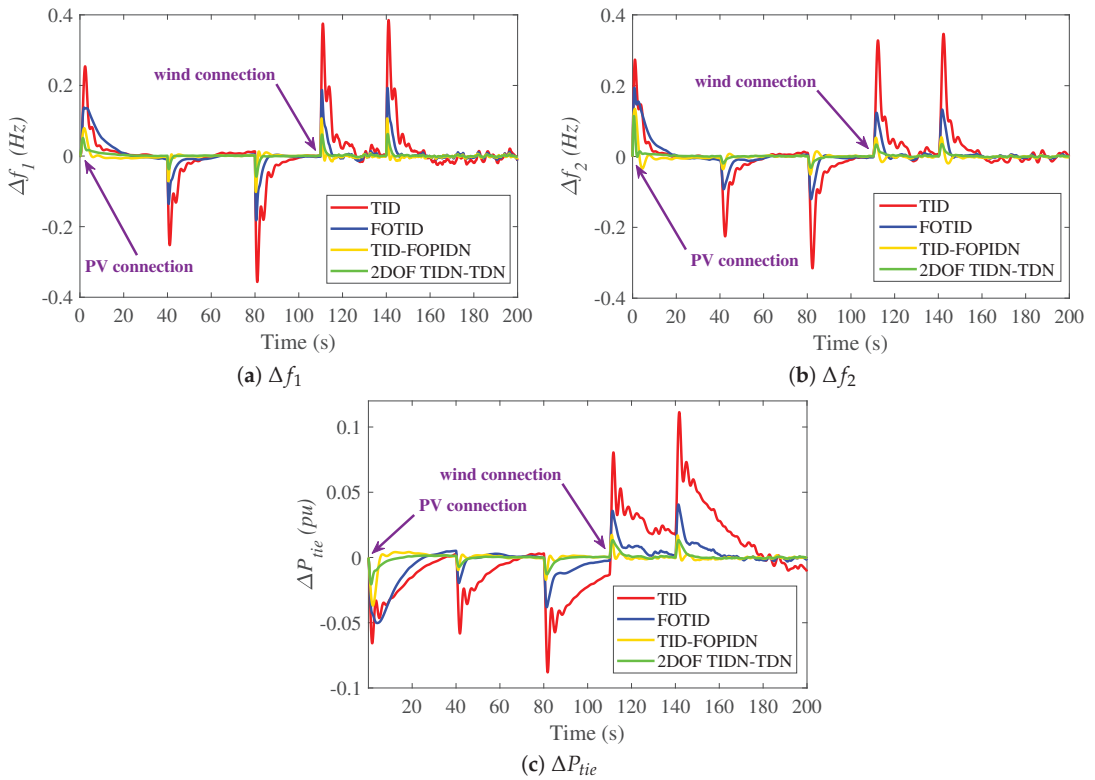 0.4
0.2
0
-0.2
-0.4
Δf1 (Hz)
wind connection
PV connection
TID
FOTID
TID-FOPIDN
2DOF TIDN-TDN
0 20 40 60 80 100 120 140 160 180 200
Time (s)
(a) Δf1
0.4
0.2
0
-0.2
-0.4
Δf2 (Hz)
wind connection
PV connection
TID
FOTID
TID-FOPIDN
2DOF TIDN-TDN
0 20 40 60 80 100 120 140 160 180 200
Time (s)
(b) Δf2
0.1
0.05
0
-0.05
-0.1
ΔPtie (pu)
wind connection
PV connection
TID
FOTID
TID-FOPIDN
2DOF TIDN-TDN
20 40 60 80 100 120 140 160 180 200
Time (s)
(c) ΔPtie